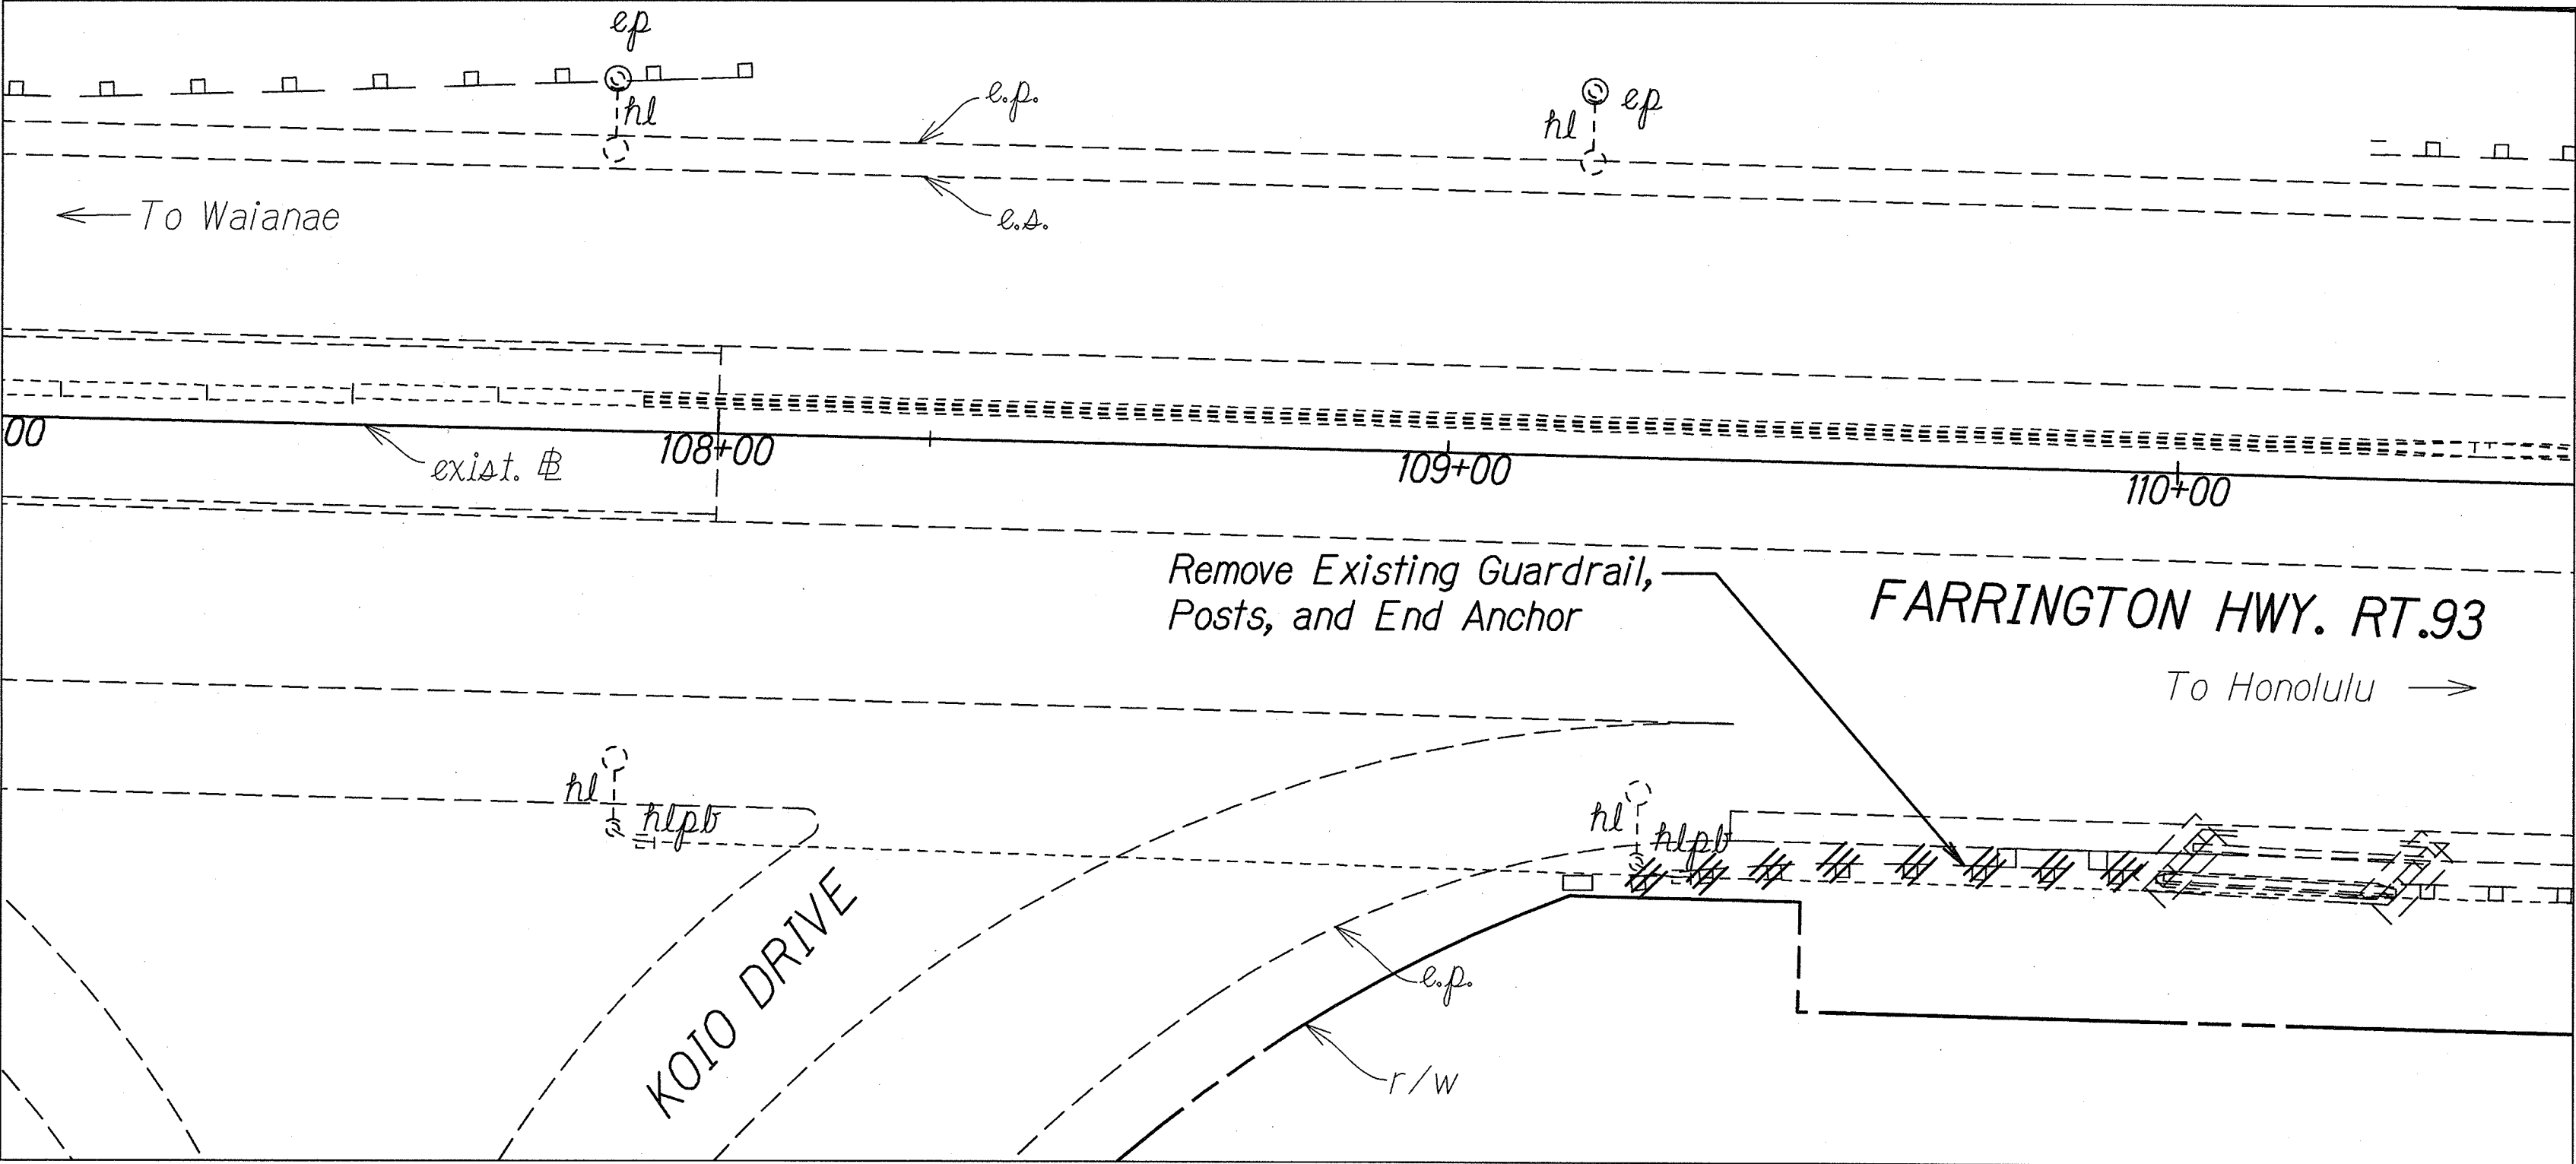 ep
hl
e.p.
hl
ep
e.s.
← To Waianae
00
exist. ℄
108+00
109+00
110+00
Remove Existing Guardrail,
Posts, and End Anchor
FARRINGTON HWY. RT.93
To Honolulu →
hl
hlpb
hl
hlpb
KOIO DRIVE
e.p.
r/w